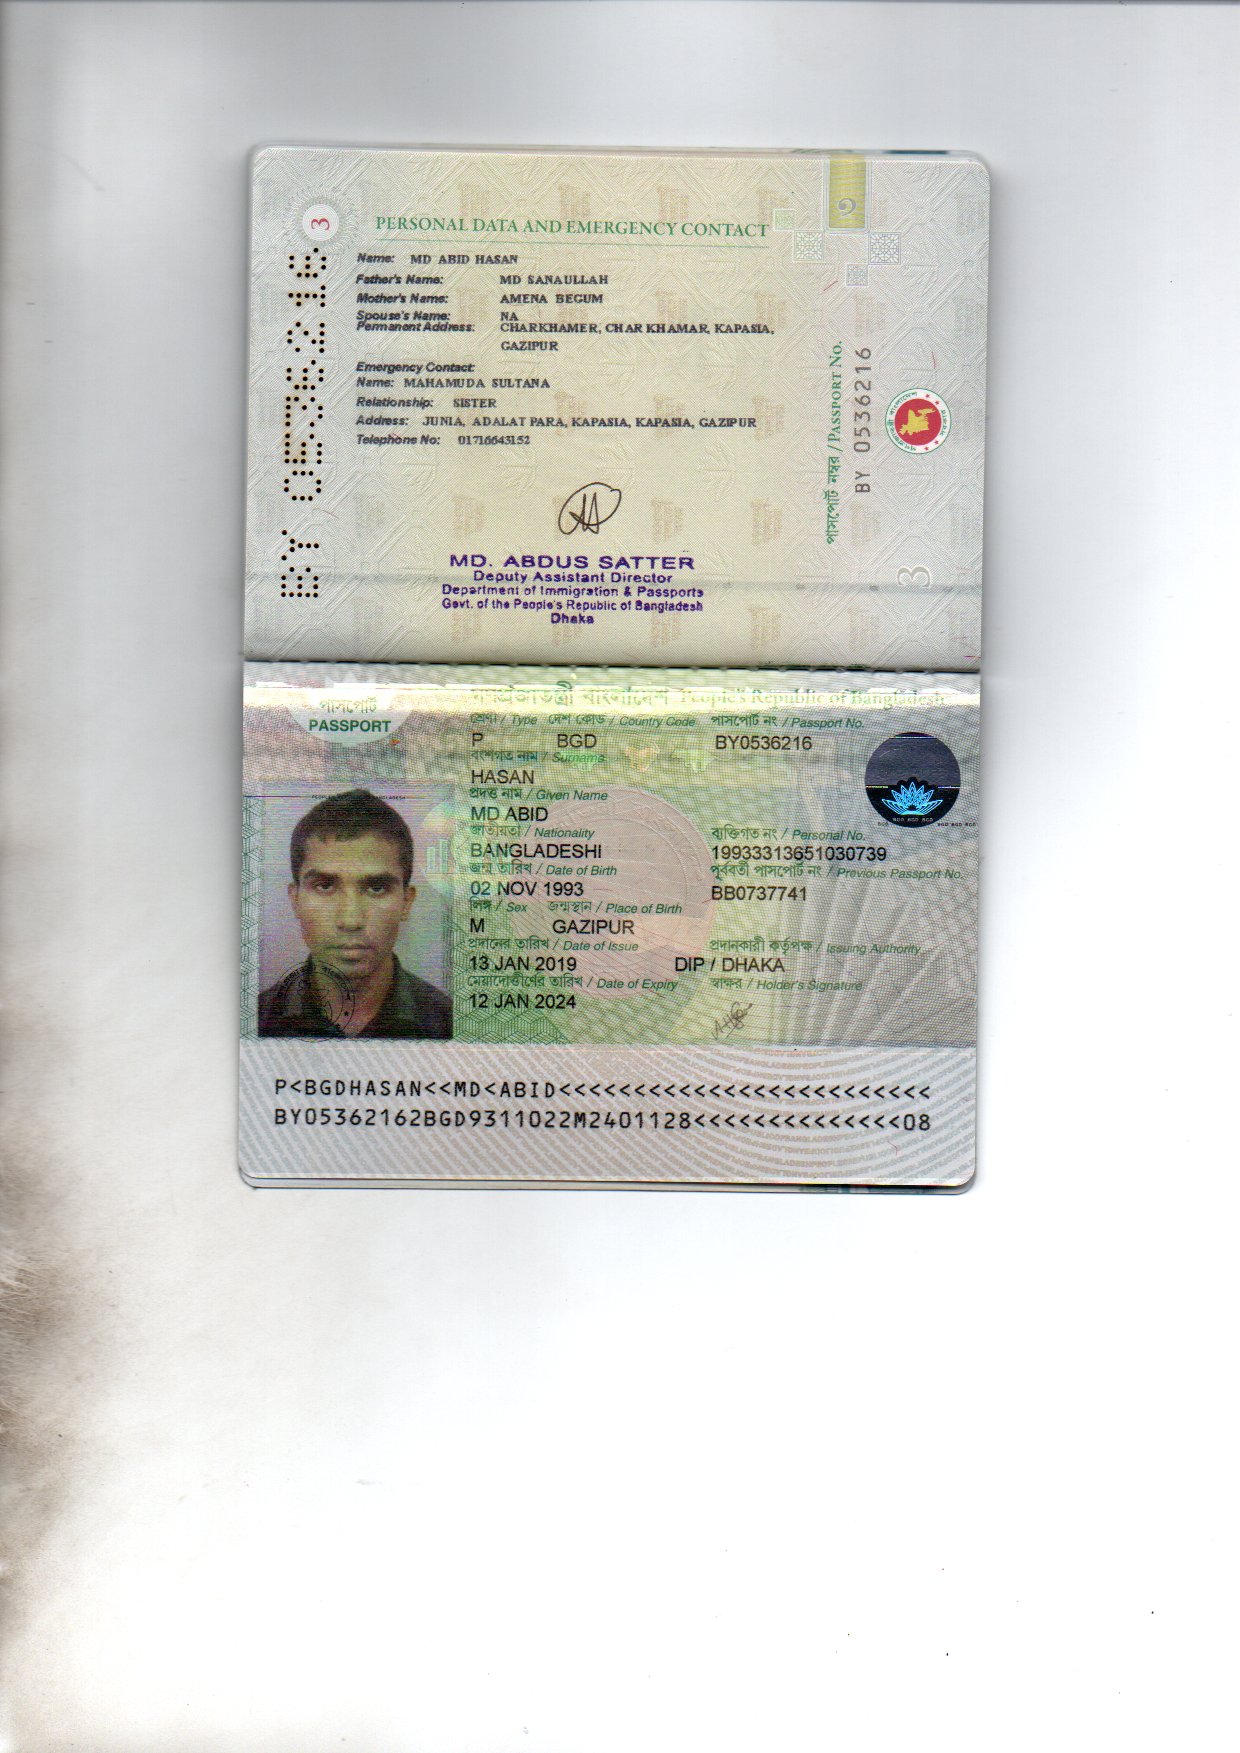 3
PERSONAL DATA AND EMERGENCY CONTACT
Name: MD ABID HASAN
Father's Name: MD SANAULLAH
Mother's Name: AMENA BEGUM
Spouse's Name: NA
Permanent Address: CHARKHAMER, CHAR KHAMAR, KAPASIA,
GAZIPUR
Emergency Contact:
Name: MAHAMUDA SULTANA
Relationship: SISTER
Address: JUNIA, ADALAT PARA, KAPASIA, KAPASIA, GAZIPUR
Telephone No: 01716643152
BY 0536216
পাসপোর্ট নম্বর / PASSPORT No.
BY 0536216
3
MD. ABDUS SATTER
Deputy Assistant Director
Department of Immigration & Passports
Govt. of the People's Republic of Bangladesh
Dhaka
গণপ্রজাতন্ত্রী বাংলাদেশ People's Republic of Bangladesh
পাসপোর্ট
PASSPORT
শ্রেণী / Type দেশ কোড / Country Code পাসপোর্ট নং / Passport No.
P BGD BY0536216
বংশগত নাম / Surname
HASAN
প্রদত্ত নাম / Given Name
MD ABID
জাতীয়তা / Nationality ব্যক্তিগত নং / Personal No.
BANGLADESHI 19933313651030739
জন্ম তারিখ / Date of Birth পূর্ববর্তী পাসপোর্ট নং / Previous Passport No.
02 NOV 1993 BB0737741
লিঙ্গ / Sex জন্মস্থান / Place of Birth
M GAZIPUR
প্রদানের তারিখ / Date of Issue প্রদানকারী কর্তৃপক্ষ / Issuing Authority
13 JAN 2019 DIP / DHAKA
মেয়াদোত্তীর্ণের তারিখ / Date of Expiry স্বাক্ষর / Holder's Signature
12 JAN 2024
BGD BGD BGD
P<BGDHASAN<<MD<ABID<<<<<<<<<<<<<<<<<<<<<<<<<
BY05362162BGD9311022M2401128<<<<<<<<<<<<<<08